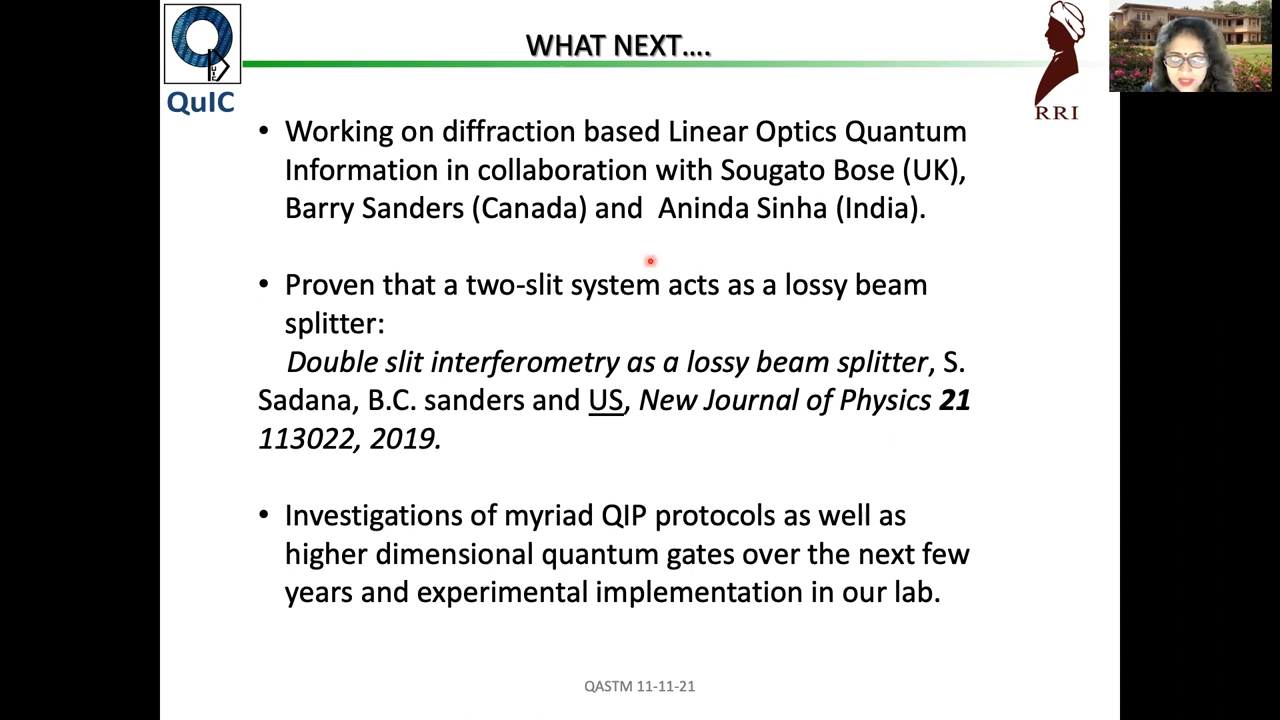 WHAT NEXT....
QuIC
RRI
• Working on diffraction based Linear Optics Quantum
Information in collaboration with Sougato Bose (UK),
Barry Sanders (Canada) and Aninda Sinha (India).
• Proven that a two-slit system acts as a lossy beam
splitter:
Double slit interferometry as a lossy beam splitter, S.
Sadana, B.C. sanders and US, New Journal of Physics 21
113022, 2019.
• Investigations of myriad QIP protocols as well as
higher dimensional quantum gates over the next few
years and experimental implementation in our lab.
QASTM 11-11-21